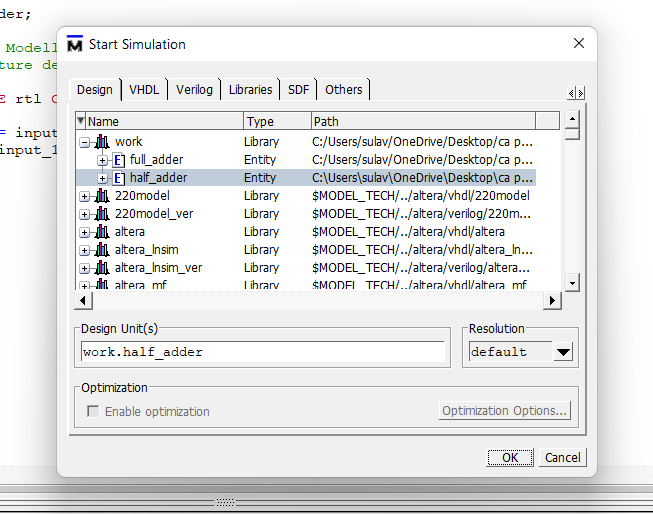 der;
Start Simulation
Modell
ture de
Design VHDL Verilog Libraries SDF Others
E rtl
Name Type Path
= input
work Library C:/Users/sulav/OneDrive/Desktop/ca p...
input_1
full_adder Entity C:/Users/sulav/OneDrive/Desktop/ca p...
half_adder Entity C:\Users\sulav\OneDrive\Desktop\ca p...
220model Library $MODEL_TECH/../altera/vhdl/220model
220model_ver Library $MODEL_TECH/../altera/verilog/220m...
altera Library $MODEL_TECH/../altera/vhdl/altera
altera_lnsim Library $MODEL_TECH/../altera/vhdl/altera_ln...
altera_lnsim_ver Library $MODEL_TECH/../altera/verilog/altera...
altera_mf Library $MODEL_TECH/../altera/vhdl/altera_mf
Design Unit(s) Resolution
work.half_adder default
Optimization
Enable optimization Optimization Options...
OK Cancel